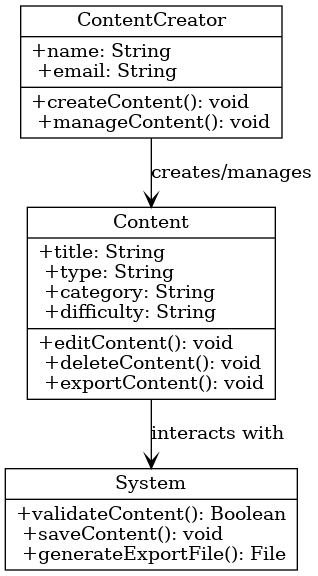 ContentCreator
+name: String
+email: String
+createContent(): void
+manageContent(): void
creates/manages
Content
+title: String
+type: String
+category: String
+difficulty: String
+editContent(): void
+deleteContent(): void
+exportContent(): void
interacts with
System
+validateContent(): Boolean
+saveContent(): void
+generateExportFile(): File